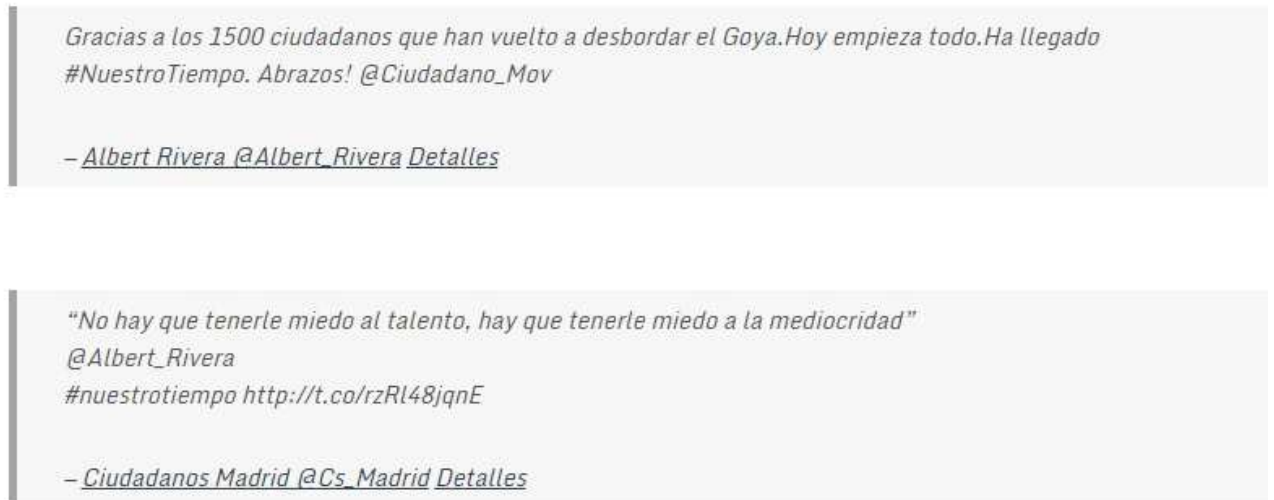 Gracias a los 1500 ciudadanos que han vuelto a desbordar el Goya.Hoy empieza todo.Ha llegado
#NuestroTiempo. Abrazos! @Ciudadano_Mov
– Albert Rivera @Albert_Rivera Detalles
“No hay que tenerle miedo al talento, hay que tenerle miedo a la mediocridad”
@Albert_Rivera
#nuestrotiempo http://t.co/rzRl48jqnE
– Ciudadanos Madrid @Cs_Madrid Detalles